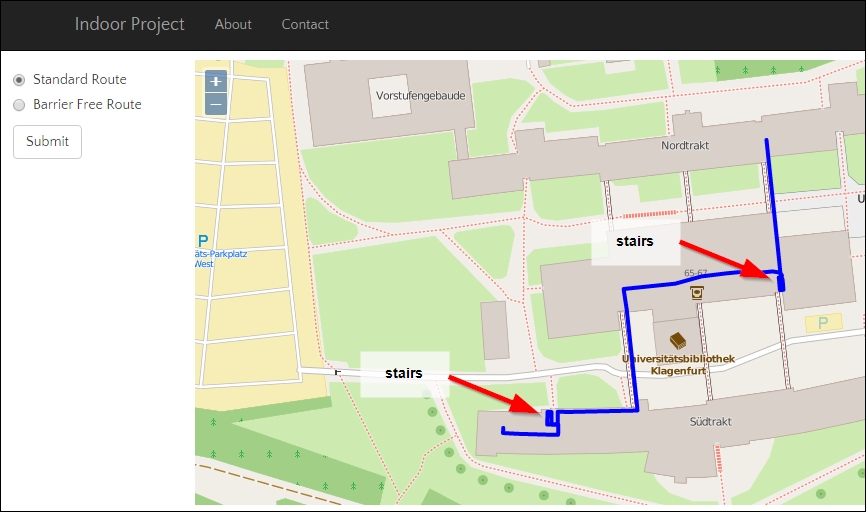 Indoor Project
About
Contact
Standard Route
Barrier Free Route
Submit
+
−
Vorstufengebaude
Nordtrakt
P
äts-Parkplatz
West
stairs
65-67
P
Universitätsbibliothek
Klagenfurt
stairs
Südtrakt
U